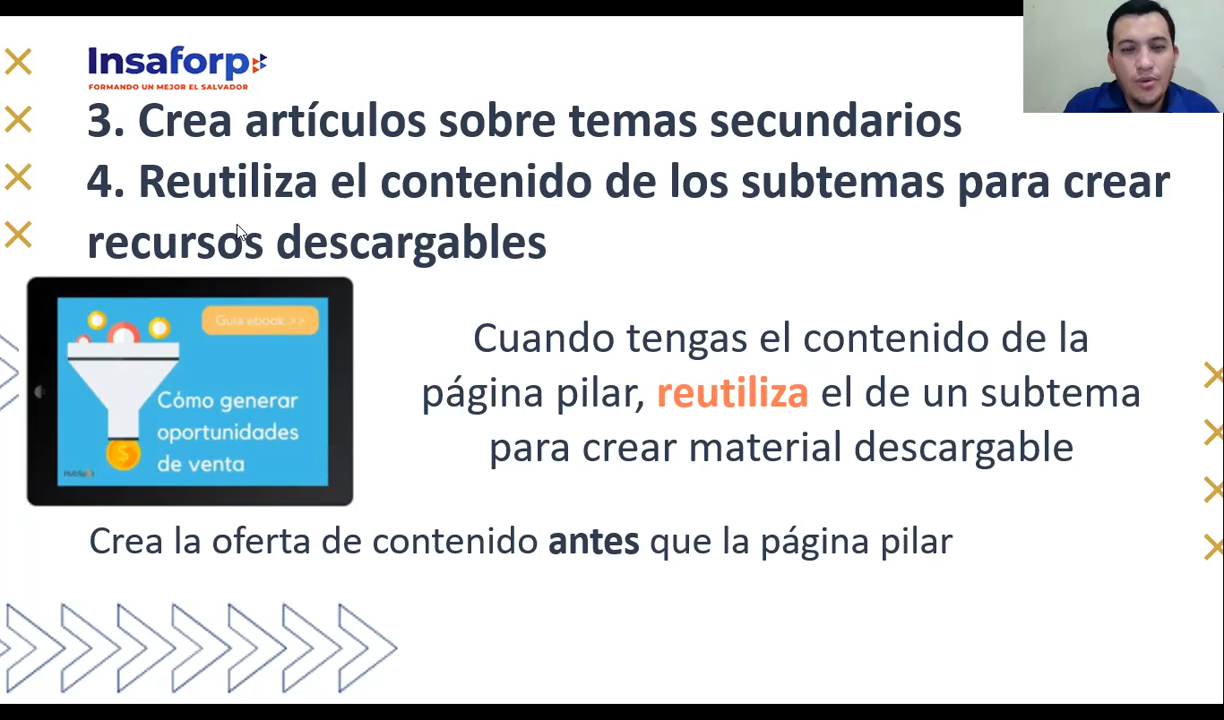 Insaforp
FORMANDO UN MEJOR EL SALVADOR
3. Crea artículos sobre temas secundarios
4. Reutiliza el contenido de los subtemas para crear
recursos descargables
Guía ebook >>
Cómo generar
oportunidades
de venta
$
HubSpot
Cuando tengas el contenido de la
página pilar, reutiliza el de un subtema
para crear material descargable
Crea la oferta de contenido antes que la página pilar